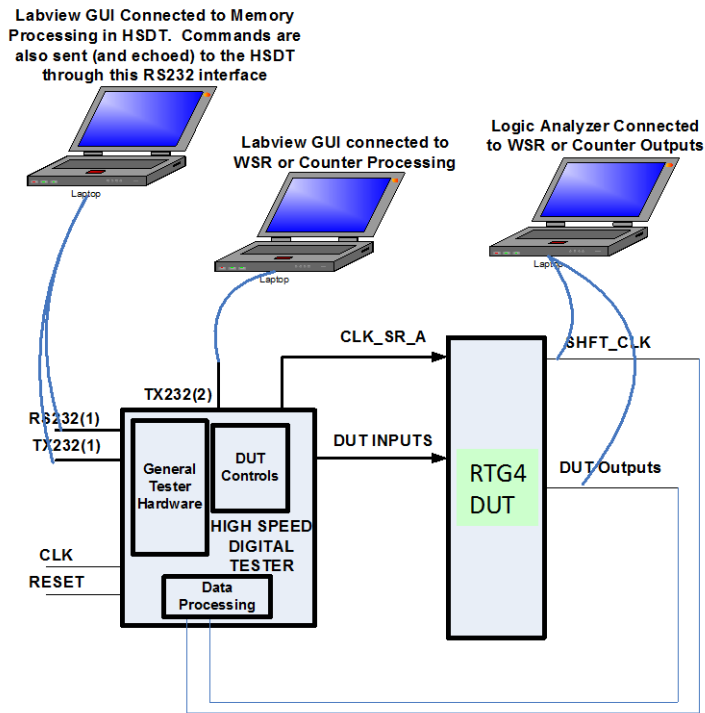 Labview GUI Connected to Memory
Processing in HSDT.  Commands are
also sent (and echoed) to the HSDT
through this RS232 interface
Laptop
Labview GUI connected to
WSR or Counter Processing
Laptop
Logic Analyzer Connected
to WSR or Counter Outputs
Laptop
CLK_SR_A
SHFT_CLK
TX232(2)
RS232(1)
TX232(1)
DUT INPUTS
DUT Outputs
General
Tester
Hardware
DUT
Controls
HIGH SPEED
DIGITAL
TESTER
RTG4
DUT
CLK
RESET
Data
Processing